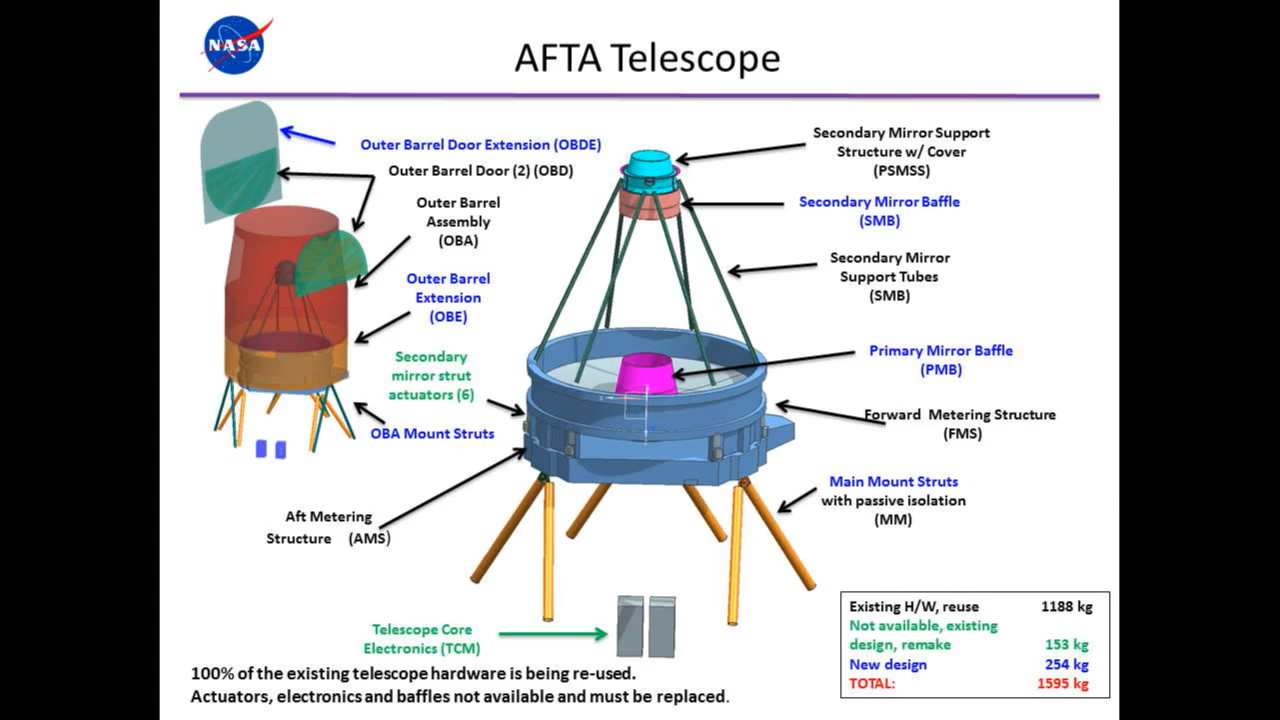 NASA
AFTA Telescope
Outer Barrel Door Extension (OBDE)
Outer Barrel Door (2) (OBD)
Outer Barrel
Assembly
(OBA)
Outer Barrel
Extension
(OBE)
Secondary
mirror strut
actuators (6)
OBA Mount Struts
Aft Metering
Structure (AMS)
Telescope Core
Electronics (TCM)
Secondary Mirror Support
Structure w/ Cover
(PSMSS)
Secondary Mirror Baffle
(SMB)
Secondary Mirror
Support Tubes
(SMB)
Primary Mirror Baffle
(PMB)
Forward Metering Structure
(FMS)
Main Mount Struts
with passive isolation
(MM)
Existing H/W, reuse 1188 kg
Not available, existing
design, remake 153 kg
New design 254 kg
TOTAL: 1595 kg
100% of the existing telescope hardware is being re-used.
Actuators, electronics and baffles not available and must be replaced.